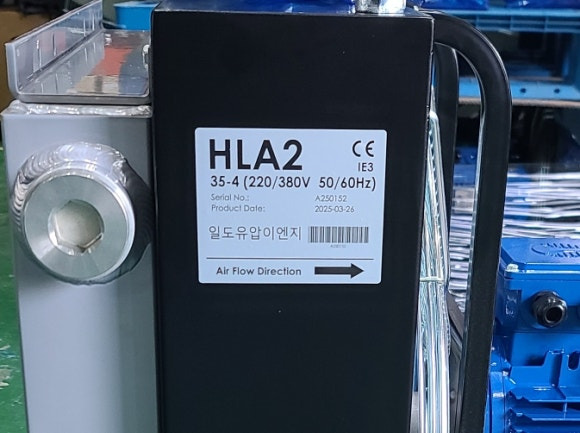 HLA2
CE
IE3
35-4 (220/380V 50/60Hz)
Serial No.: A250152
Product Date: 2025-03-26
일도유압이엔지
Air Flow Direction